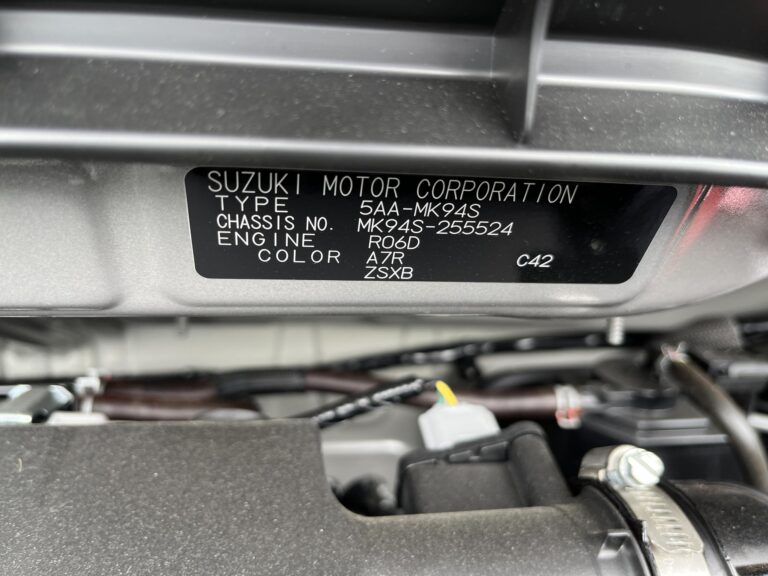 SUZUKI MOTOR CORPORATION
TYPE 5AA-MK94S
CHASSIS NO. MK94S-255524
ENGINE R06D
COLOR A7R C42
ZSXB